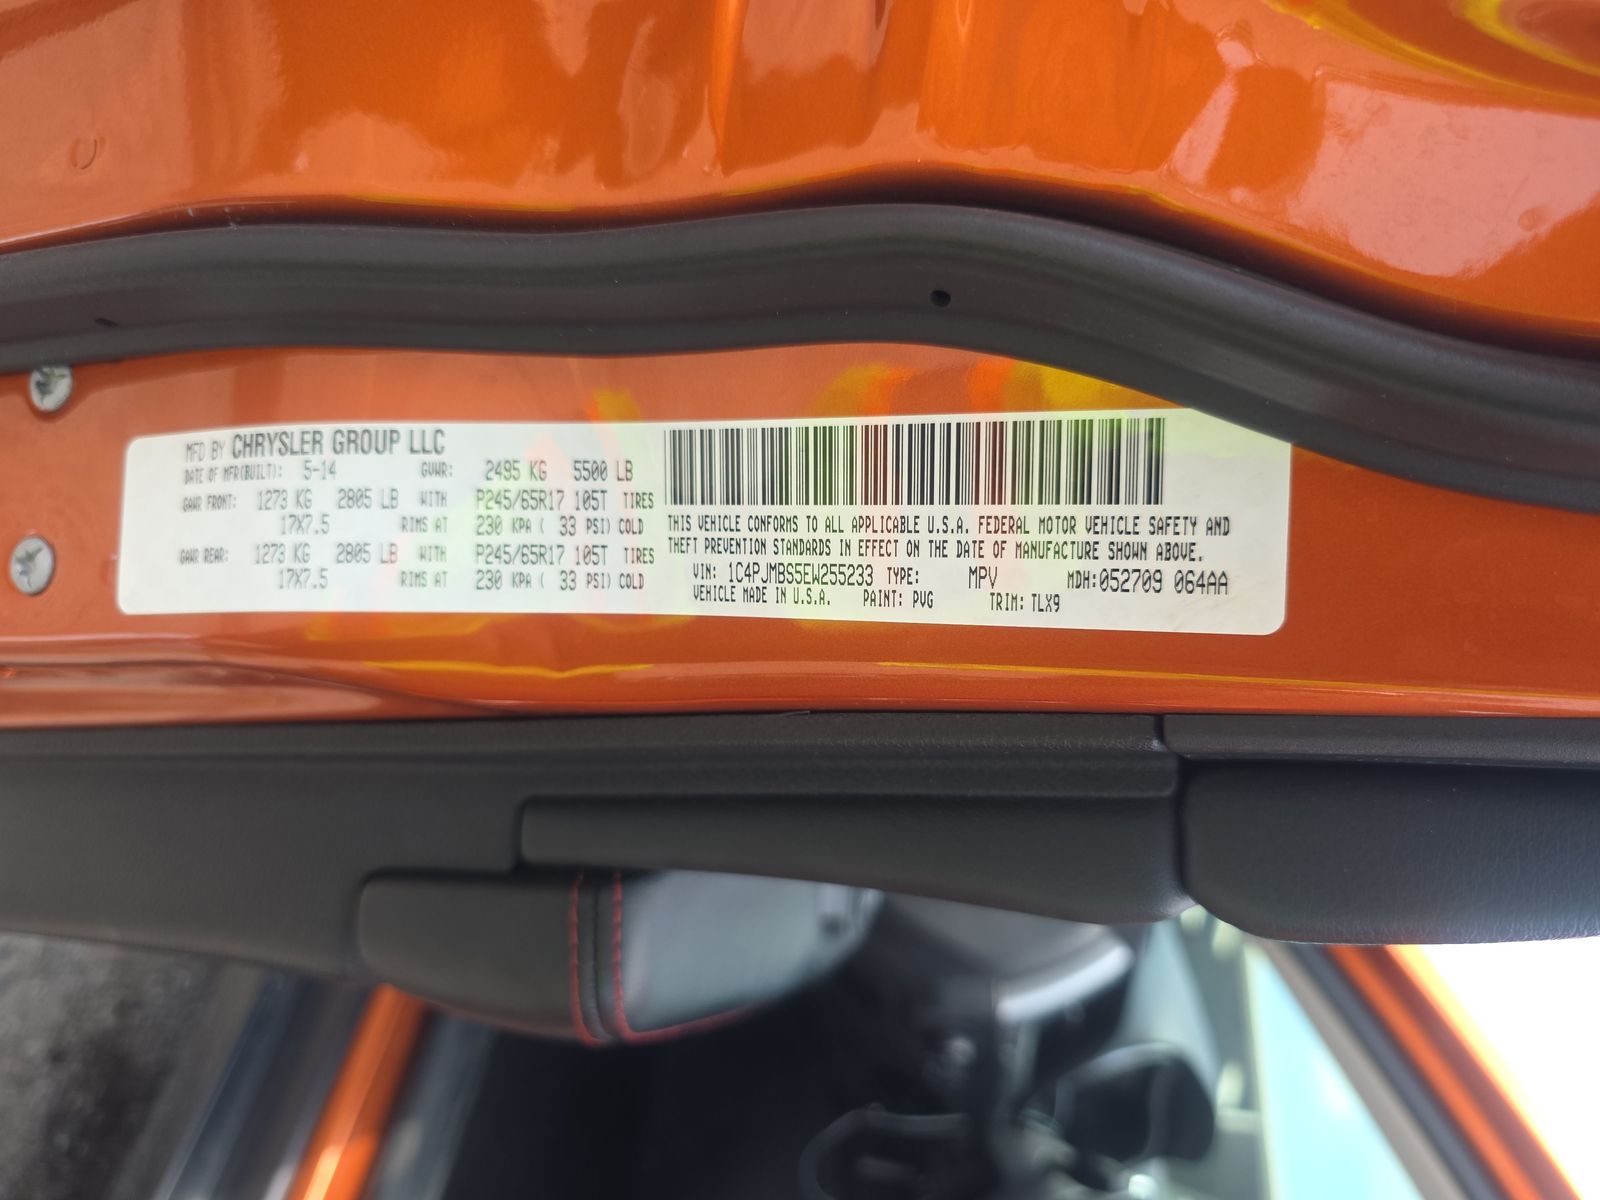 MFD BY CHRYSLER GROUP LLC
DATE OF MFR(BUILT): 5-14 GVWR: 2495 KG 5500 LB
GAWR FRONT: 1273 KG 2805 LB WITH P245/65R17 105T TIRES
17X7.5 RIMS AT 230 KPA ( 33 PSI) COLD
GAWR REAR: 1273 KG 2805 LB WITH P245/65R17 105T TIRES
17X7.5 RIMS AT 230 KPA ( 33 PSI) COLD
THIS VEHICLE CONFORMS TO ALL APPLICABLE U.S.A. FEDERAL MOTOR VEHICLE SAFETY AND
THEFT PREVENTION STANDARDS IN EFFECT ON THE DATE OF MANUFACTURE SHOWN ABOVE.
VIN: 1C4PJMBS5EW255233 TYPE: MPV MDH:052709 064AA
VEHICLE MADE IN U.S.A. PAINT: PVG TRIM: TLX9